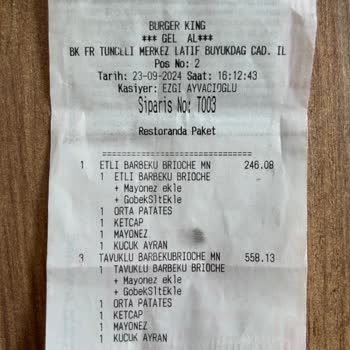 BURGER KING
*** GEL AL***
BK FR TUNCELI MERKEZ LATIF BUYUKDAG CAD. IL
Pos No: 2
Tarih: 23-09-2024 Saat: 16:12:43
Kasiyer: EZGI AYVACIOGLU
Siparis No: T003
Restoranda Paket
==============================
1 ETLI BARBEKU BRIOCHE MN 246.08
1 ETLI BARBEKU BRIOCHE
+ Mayonez ekle
+ GobekSltEkle
1 ORTA PATATES
1 KETCAP
1 MAYONEZ
1 KUCUK AYRAN
3 TAVUKLU BARBEKUBRIOCHE MN 558.13
1 TAVUKLU BARBEKU BRIOCHE
+ Mayonez ekle
+ GobekSltEkle
1 ORTA PATATES
1 KETCAP
1 MAYONEZ
1 KUCUK AYRAN